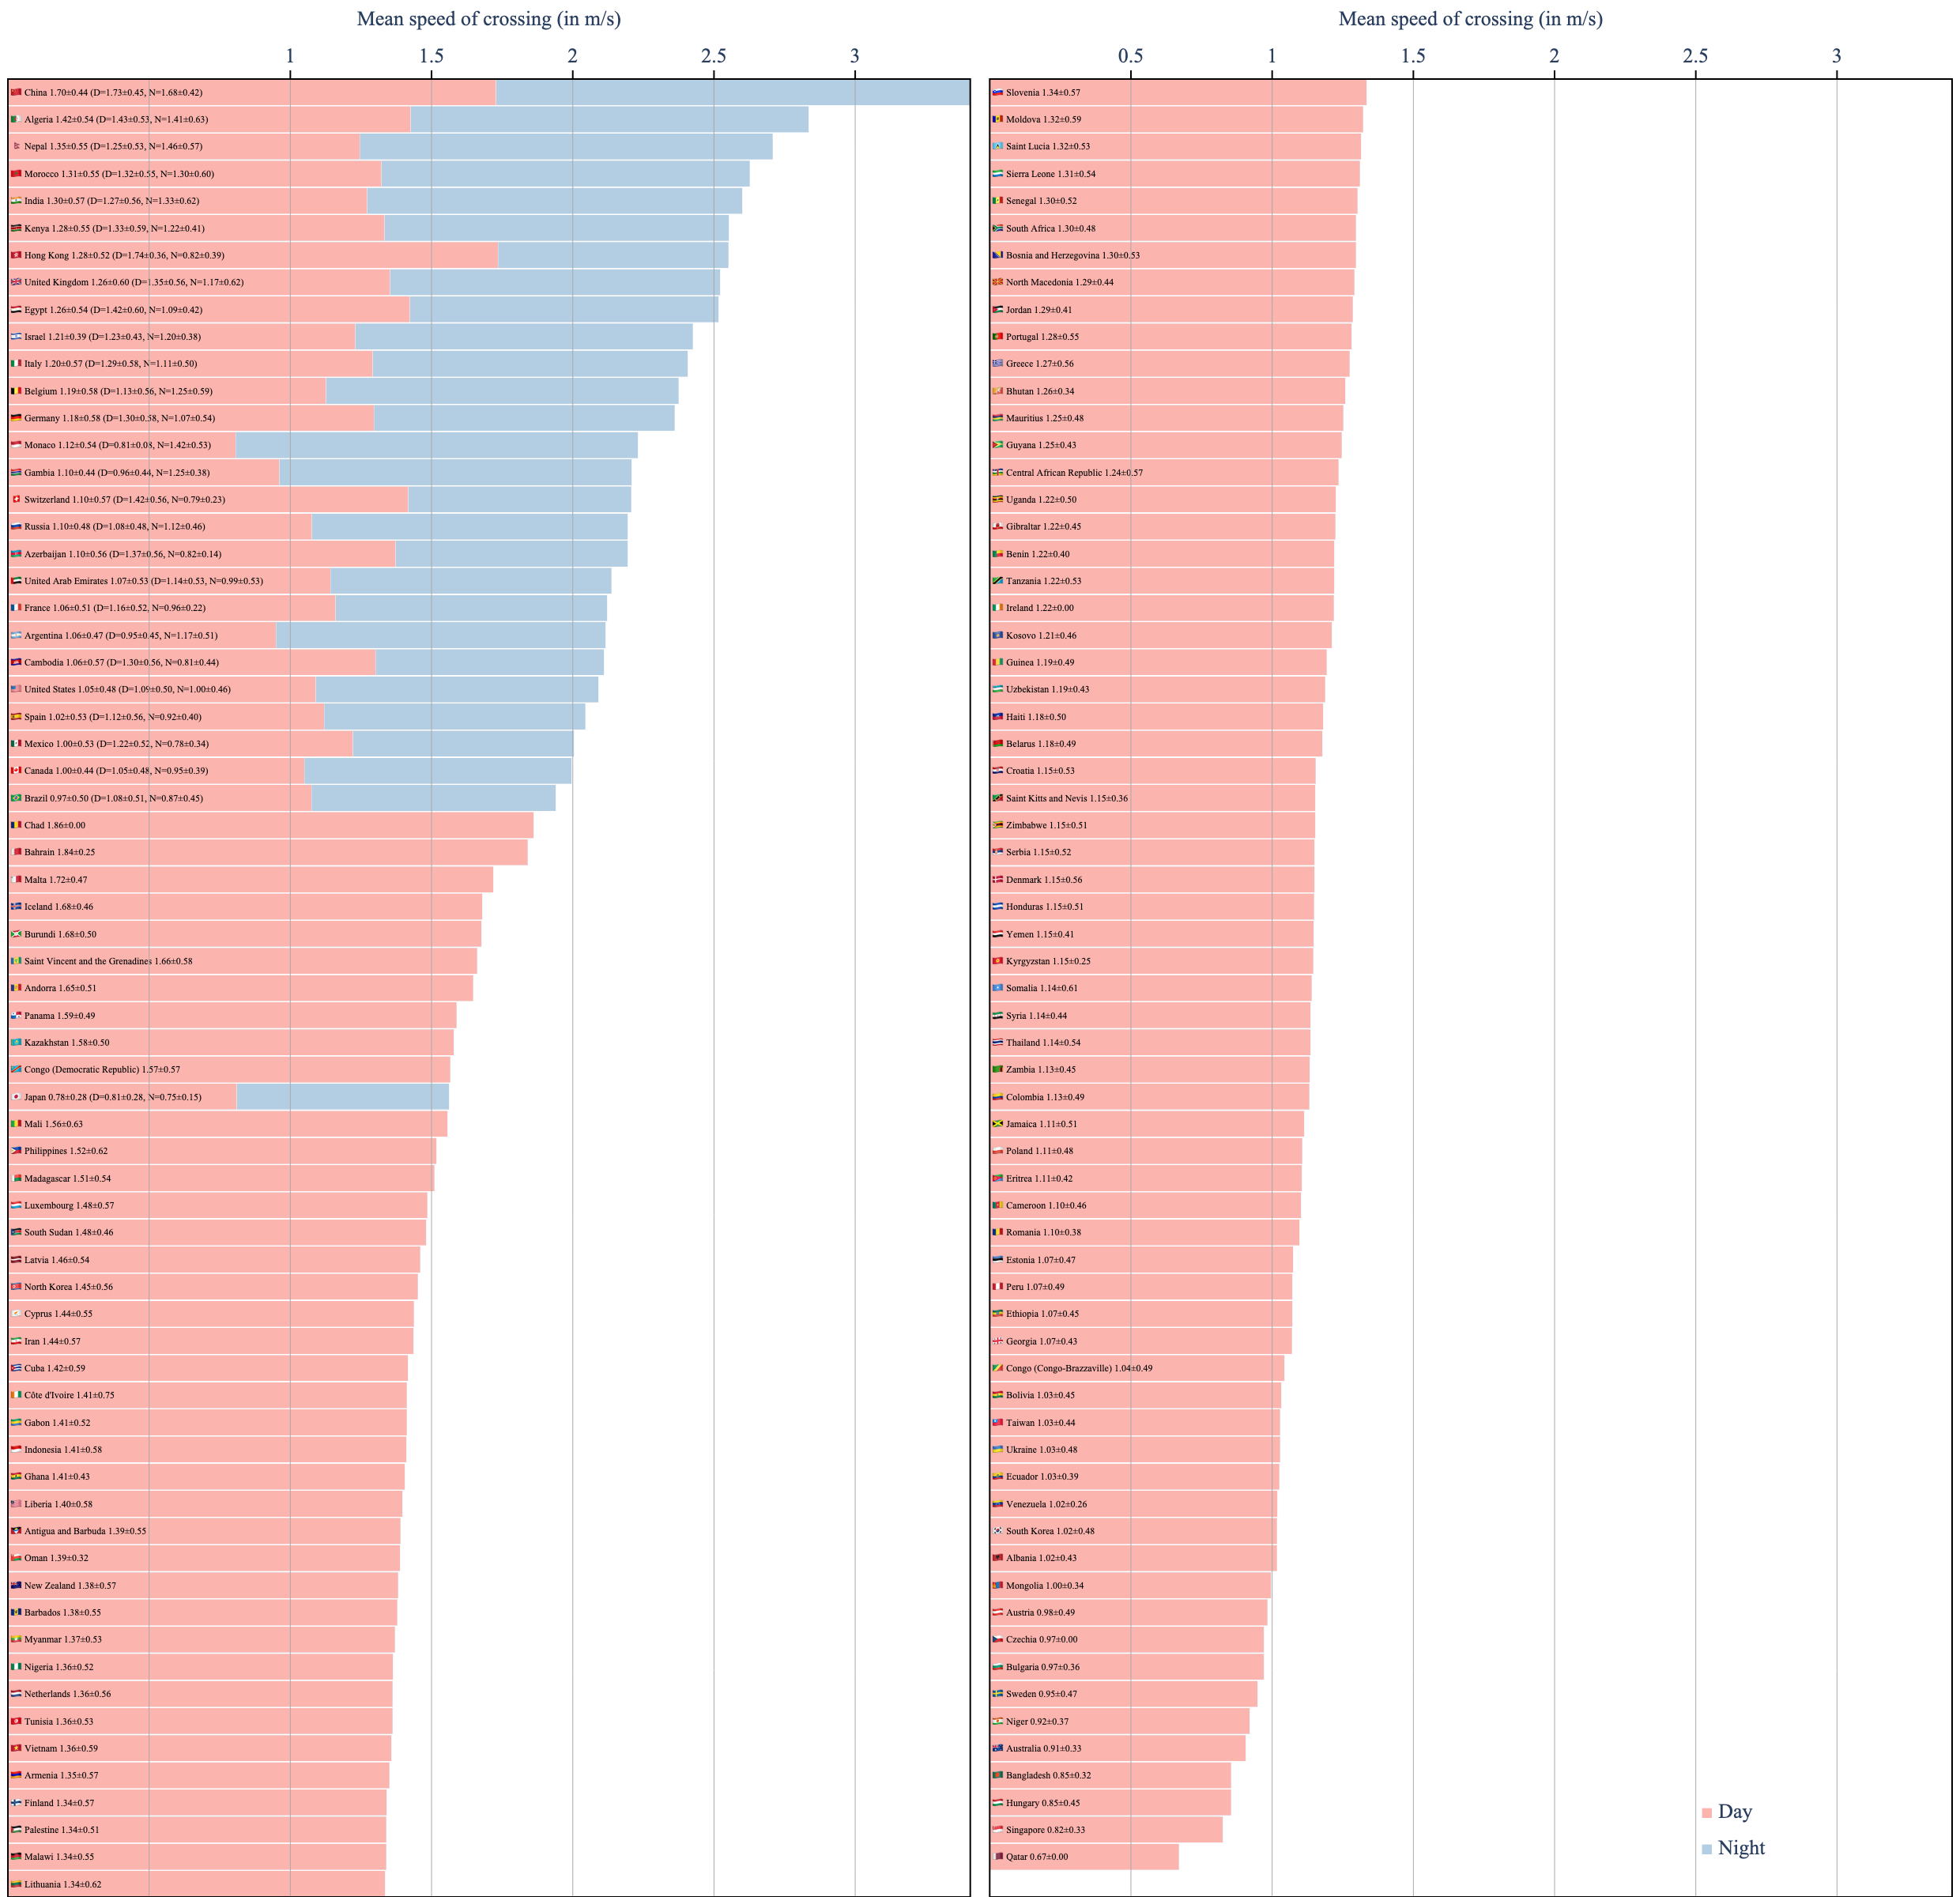 Mean speed of crossing (in m/s)
1 1.5 2 2.5 3
China 1.70±0.44 (D=1.73±0.45, N=1.68±0.42)
Algeria 1.42±0.54 (D=1.43±0.53, N=1.41±0.63)
Nepal 1.35±0.55 (D=1.25±0.53, N=1.46±0.57)
Morocco 1.31±0.55 (D=1.32±0.55, N=1.30±0.60)
India 1.30±0.57 (D=1.27±0.56, N=1.33±0.62)
Kenya 1.28±0.55 (D=1.33±0.59, N=1.22±0.41)
Hong Kong 1.28±0.52 (D=1.74±0.36, N=0.82±0.39)
United Kingdom 1.26±0.60 (D=1.35±0.56, N=1.17±0.62)
Egypt 1.26±0.54 (D=1.42±0.60, N=1.09±0.42)
Israel 1.21±0.39 (D=1.23±0.43, N=1.20±0.38)
Italy 1.20±0.57 (D=1.29±0.58, N=1.11±0.50)
Belgium 1.19±0.58 (D=1.13±0.56, N=1.25±0.59)
Germany 1.18±0.58 (D=1.30±0.58, N=1.07±0.54)
Monaco 1.12±0.54 (D=0.81±0.08, N=1.42±0.53)
Gambia 1.10±0.44 (D=0.96±0.44, N=1.25±0.38)
Switzerland 1.10±0.57 (D=1.42±0.56, N=0.79±0.23)
Russia 1.10±0.48 (D=1.08±0.48, N=1.12±0.46)
Azerbaijan 1.10±0.56 (D=1.37±0.56, N=0.82±0.14)
United Arab Emirates 1.07±0.53 (D=1.14±0.53, N=0.99±0.53)
France 1.06±0.51 (D=1.16±0.52, N=0.96±0.22)
Argentina 1.06±0.47 (D=0.95±0.45, N=1.17±0.51)
Cambodia 1.06±0.57 (D=1.30±0.56, N=0.81±0.44)
United States 1.05±0.48 (D=1.09±0.50, N=1.00±0.46)
Spain 1.02±0.53 (D=1.12±0.56, N=0.92±0.40)
Mexico 1.00±0.53 (D=1.22±0.52, N=0.78±0.34)
Canada 1.00±0.44 (D=1.05±0.48, N=0.95±0.39)
Brazil 0.97±0.50 (D=1.08±0.51, N=0.87±0.45)
Chad 1.86±0.00
Bahrain 1.84±0.25
Malta 1.72±0.47
Iceland 1.68±0.46
Burundi 1.68±0.50
Saint Vincent and the Grenadines 1.66±0.58
Andorra 1.65±0.51
Panama 1.59±0.49
Kazakhstan 1.58±0.50
Congo (Democratic Republic) 1.57±0.57
Japan 0.78±0.28 (D=0.81±0.28, N=0.75±0.15)
Mali 1.56±0.63
Philippines 1.52±0.62
Madagascar 1.51±0.54
Luxembourg 1.48±0.57
South Sudan 1.48±0.46
Latvia 1.46±0.54
North Korea 1.45±0.56
Cyprus 1.44±0.55
Iran 1.44±0.57
Cuba 1.42±0.59
Côte d'Ivoire 1.41±0.75
Gabon 1.41±0.52
Indonesia 1.41±0.58
Ghana 1.41±0.43
Liberia 1.40±0.58
Antigua and Barbuda 1.39±0.55
Oman 1.39±0.32
New Zealand 1.38±0.57
Barbados 1.38±0.55
Myanmar 1.37±0.53
Nigeria 1.36±0.52
Netherlands 1.36±0.56
Tunisia 1.36±0.53
Vietnam 1.36±0.59
Armenia 1.35±0.57
Finland 1.34±0.57
Palestine 1.34±0.51
Malawi 1.34±0.55
Lithuania 1.34±0.62
Mean speed of crossing (in m/s)
0.5 1 1.5 2 2.5 3
Slovenia 1.34±0.57
Moldova 1.32±0.59
Saint Lucia 1.32±0.53
Sierra Leone 1.31±0.54
Senegal 1.30±0.52
South Africa 1.30±0.48
Bosnia and Herzegovina 1.30±0.53
North Macedonia 1.29±0.44
Jordan 1.29±0.41
Portugal 1.28±0.55
Greece 1.27±0.56
Bhutan 1.26±0.34
Mauritius 1.25±0.48
Guyana 1.25±0.43
Central African Republic 1.24±0.57
Uganda 1.22±0.50
Gibraltar 1.22±0.45
Benin 1.22±0.40
Tanzania 1.22±0.53
Ireland 1.22±0.00
Kosovo 1.21±0.46
Guinea 1.19±0.49
Uzbekistan 1.19±0.43
Haiti 1.18±0.50
Belarus 1.18±0.49
Croatia 1.15±0.53
Saint Kitts and Nevis 1.15±0.36
Zimbabwe 1.15±0.51
Serbia 1.15±0.52
Denmark 1.15±0.56
Honduras 1.15±0.51
Yemen 1.15±0.41
Kyrgyzstan 1.15±0.25
Somalia 1.14±0.61
Syria 1.14±0.44
Thailand 1.14±0.54
Zambia 1.13±0.45
Colombia 1.13±0.49
Jamaica 1.11±0.51
Poland 1.11±0.48
Eritrea 1.11±0.42
Cameroon 1.10±0.46
Romania 1.10±0.38
Estonia 1.07±0.47
Peru 1.07±0.49
Ethiopia 1.07±0.45
Georgia 1.07±0.43
Congo (Congo-Brazzaville) 1.04±0.49
Bolivia 1.03±0.45
Taiwan 1.03±0.44
Ukraine 1.03±0.48
Ecuador 1.03±0.39
Venezuela 1.02±0.26
South Korea 1.02±0.48
Albania 1.02±0.43
Mongolia 1.00±0.34
Austria 0.98±0.49
Czechia 0.97±0.00
Bulgaria 0.97±0.36
Sweden 0.95±0.47
Niger 0.92±0.37
Australia 0.91±0.33
Bangladesh 0.85±0.32
Hungary 0.85±0.45
Singapore 0.82±0.33
Qatar 0.67±0.00
Day
Night